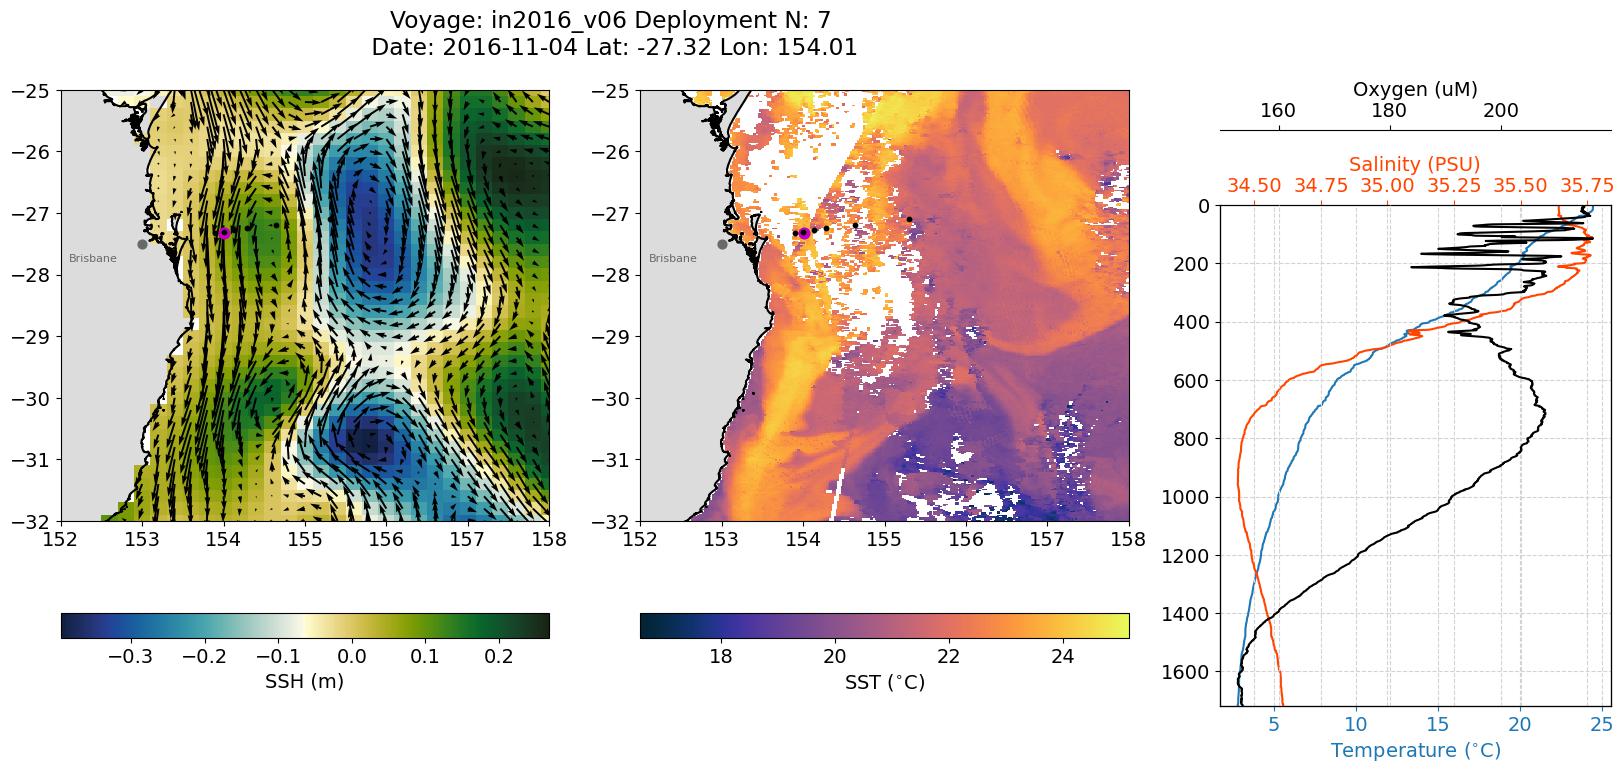 Voyage: in2016_v06 Deployment N: 7
Date: 2016-11-04 Lat: -27.32 Lon: 154.01
−25
−26
−27
−28
−29
−30
−31
−32
152 153 154 155 156 157 158
Brisbane
−0.3 −0.2 −0.1 0.0 0.1 0.2
SSH (m)
−25
−26
−27
−28
−29
−30
−31
−32
152 153 154 155 156 157 158
Brisbane
18 20 22 24
SST (°C)
Oxygen (uM)
160 180 200
Salinity (PSU)
34.50 34.75 35.00 35.25 35.50 35.75
0
200
400
600
800
1000
1200
1400
1600
5 10 15 20 25
Temperature (°C)